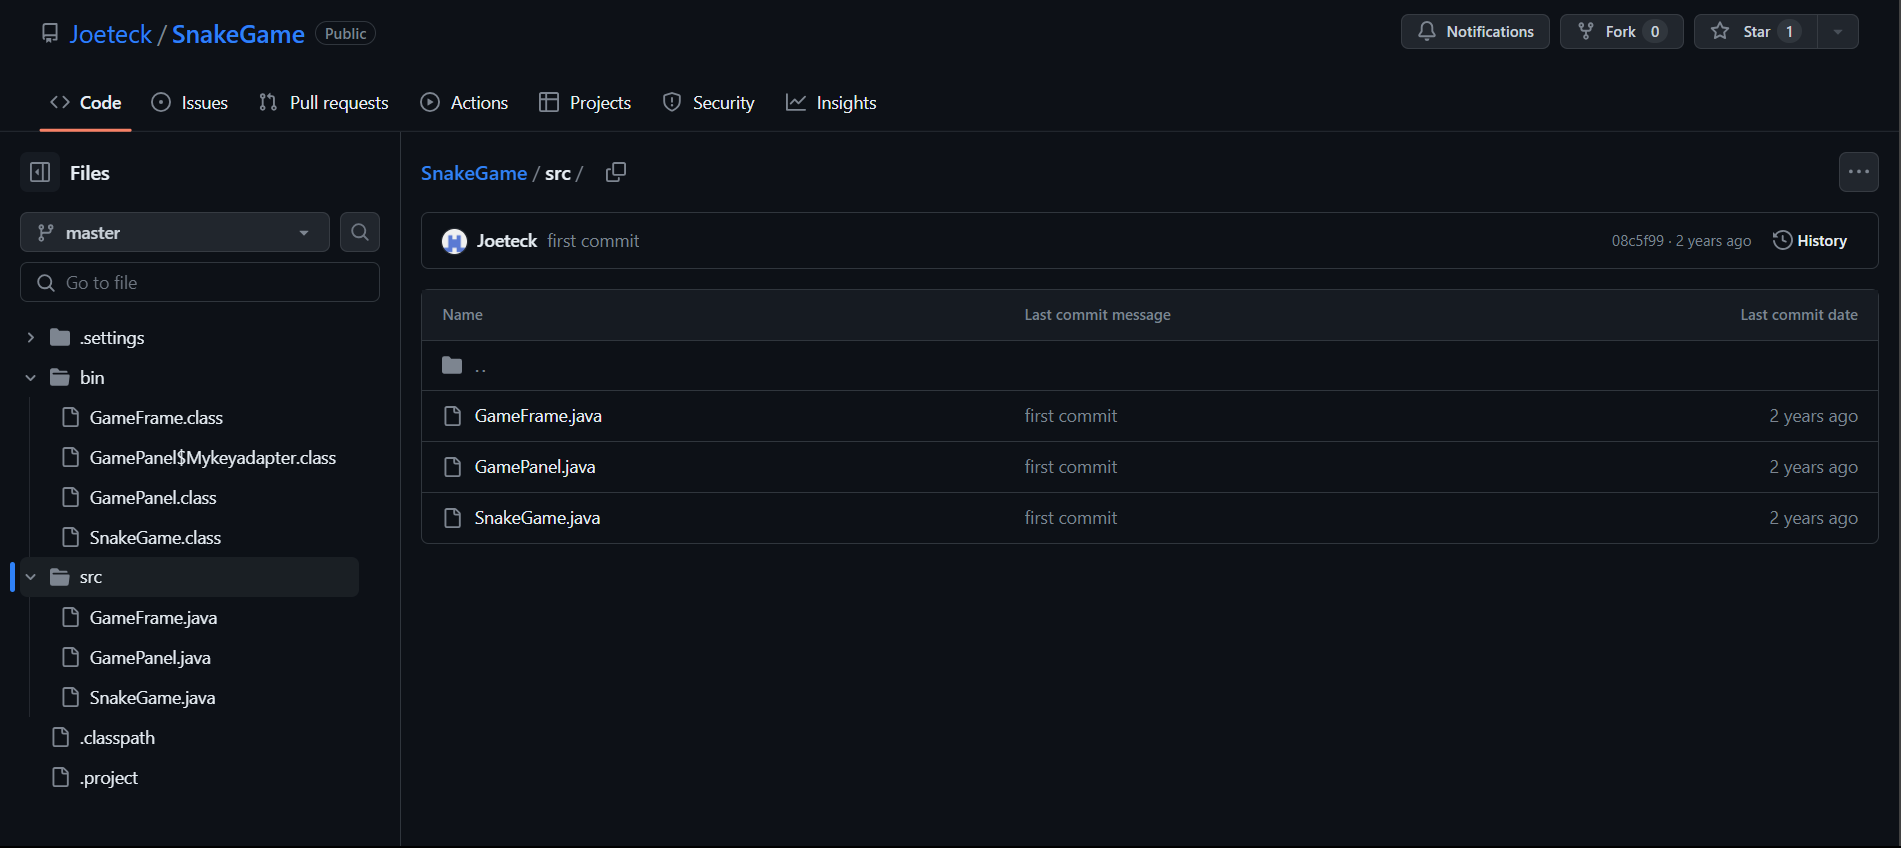 Joeteck / SnakeGame Public
Notifications Fork 0 Star 1
Code Issues Pull requests Actions Projects Security Insights
Files
master
Go to file
.settings
bin
GameFrame.class
GamePanel$Mykeyadapter.class
GamePanel.class
SnakeGame.class
src
GameFrame.java
GamePanel.java
SnakeGame.java
.classpath
.project
SnakeGame / src /
Joeteck first commit 08c5f99 · 2 years ago History
Name Last commit message Last commit date
..
GameFrame.java first commit 2 years ago
GamePanel.java first commit 2 years ago
SnakeGame.java first commit 2 years ago